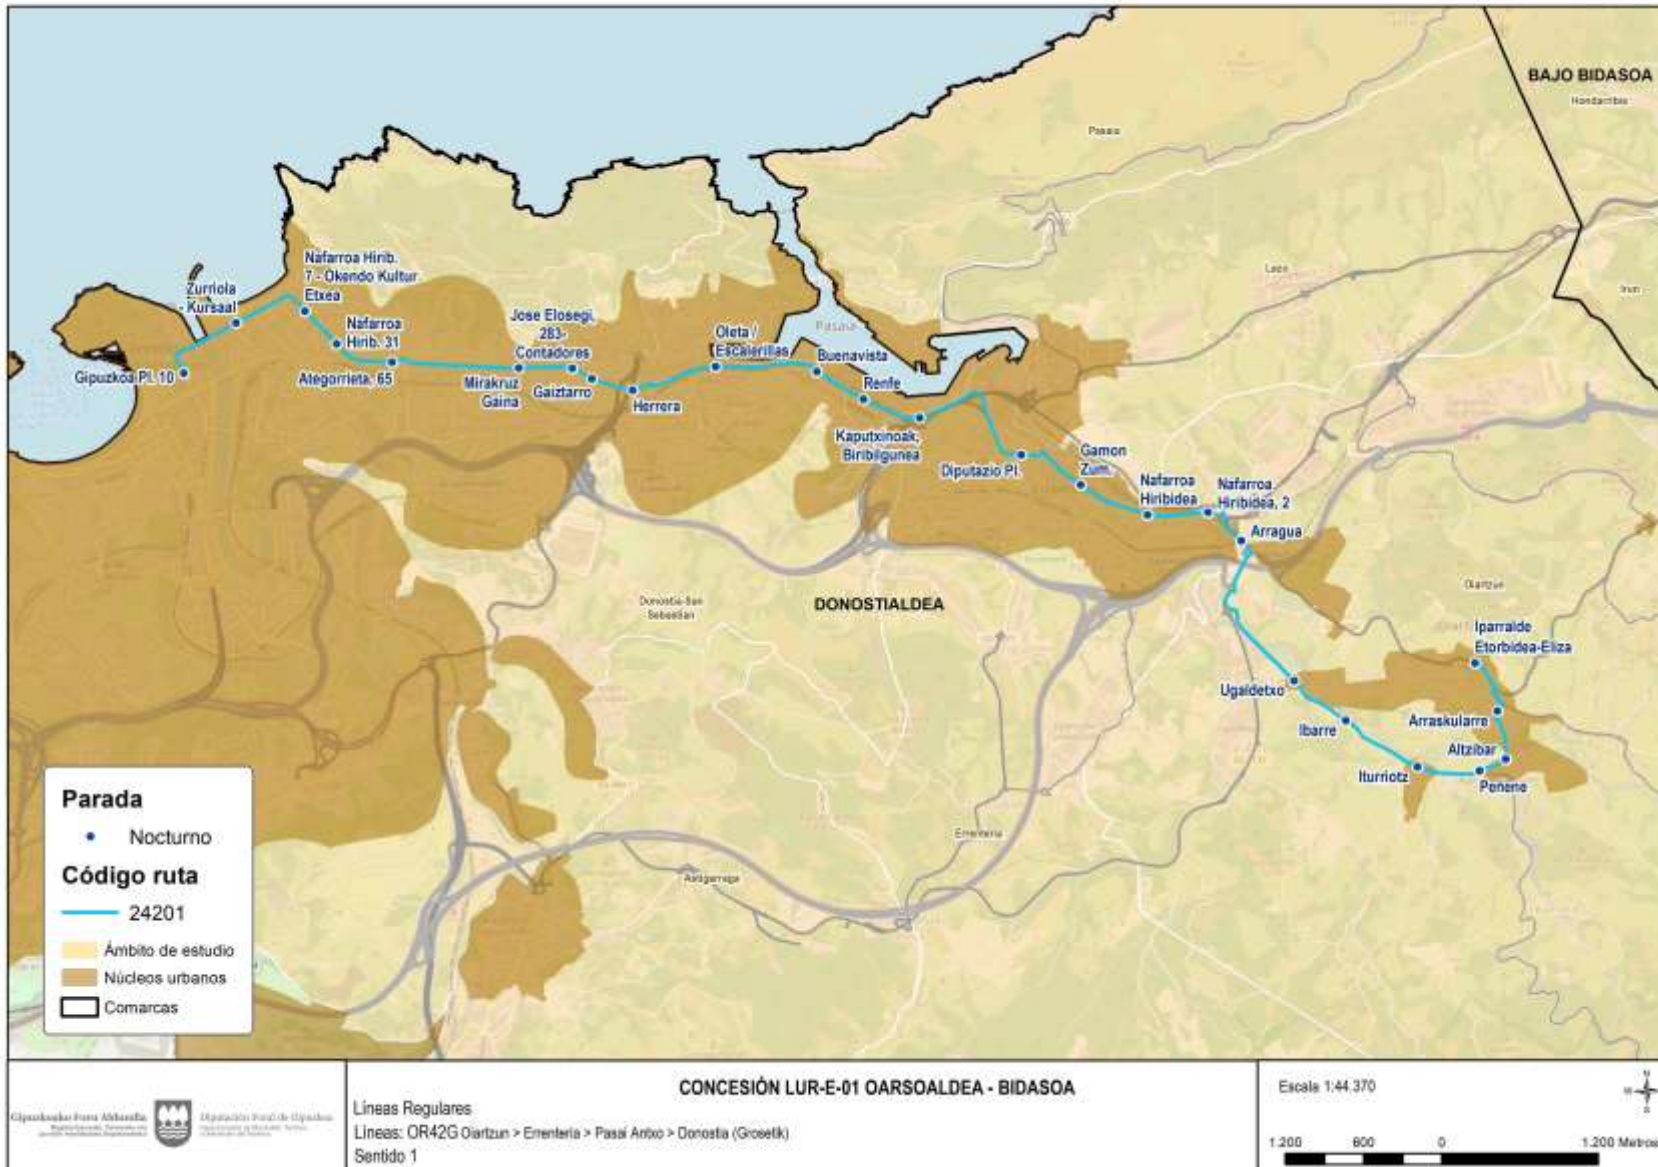 BAJO BIDASOA
Hondarribia
Pasaia
Lezo
Irun
Nafarroa Hirib.
7 - Okendo Kultur
Etxea
Zurriola
- Kursaal
Nafarroa
Hirib. 31
Jose Elosegi,
283-
Contadores
Oleta /
Escalerillas
Pasaia
Buenavista
Gipuzkoa Pl. 10
Ategorrieta, 65
Mirakruz
Gaina
Gaiztarro
Herrera
Renfe
Kaputxinoak,
Biribilgunea
Diputazio Pl.
Gamon
Zum.
Nafarroa
Hiribidea
Nafarroa
Hiribidea, 2
Arragua
Donostia-San
Sebastian
DONOSTIALDEA
Oiartzun
Iparralde
Etorbidea-Eliza
Ugaldetxo
Arraskularre
Ibarre
Altzibar
Iturriotz
Penene
Errenteria
Astigarraga
Parada
Nocturno
Código ruta
24201
Ámbito de estudio
Núcleos urbanos
Comarcas
Gipuzkoako Foru Aldundia
Diputación Foral de Gipuzkoa
CONCESIÓN LUR-E-01 OARSOALDEA - BIDASOA
Líneas Regulares
Líneas: OR42G Oiartzun > Errenteria > Pasai Antxo > Donostia (Grosetik)
Sentido 1
Escala 1:44.370
N
W
E
S
1.200 600 0 1.200 Metros